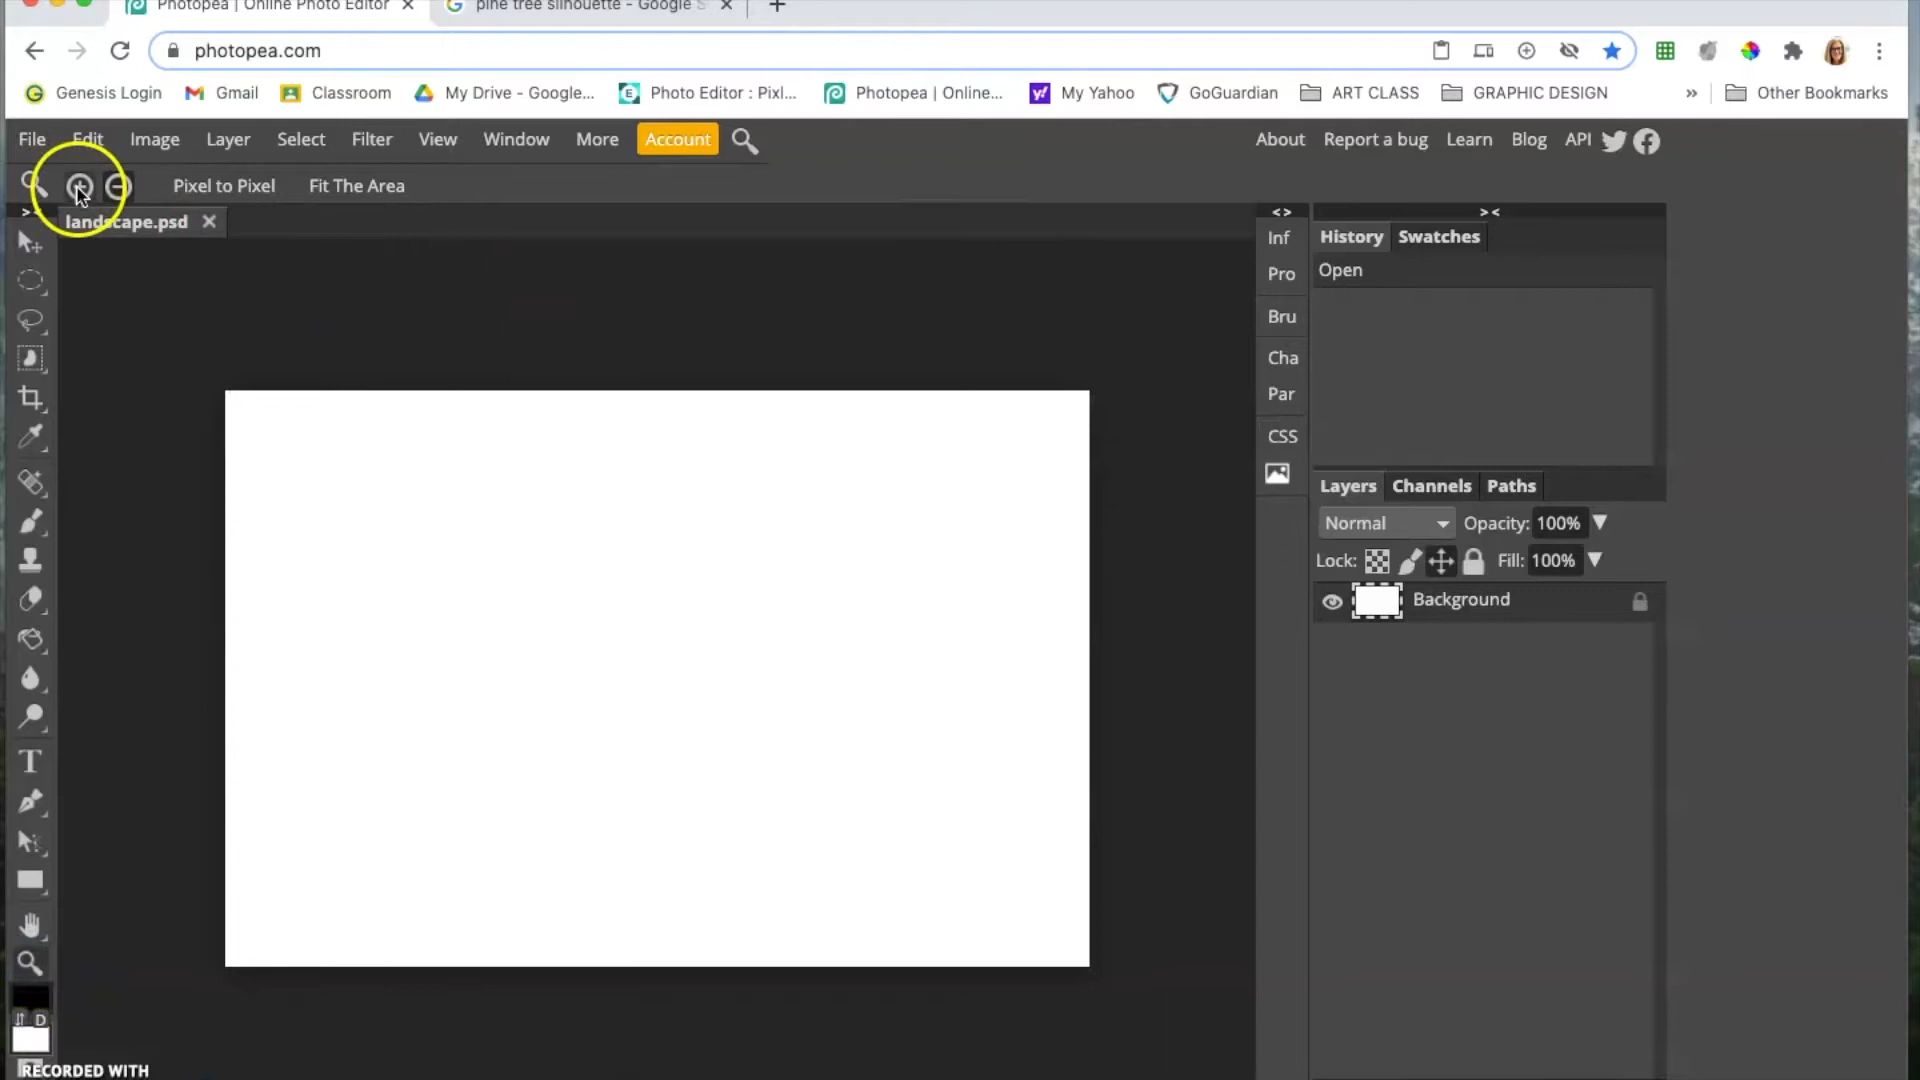 Photopea | Online Photo Editor
pine tree silhouette - Google S
photopea.com
Genesis Login
Gmail
Classroom
My Drive - Google...
Photo Editor : Pixl...
Photopea | Online...
My Yahoo
GoGuardian
ART CLASS
GRAPHIC DESIGN
»
Other Bookmarks
File Edit Image Layer Select Filter View Window More Account
About Report a bug Learn Blog API
Pixel to Pixel Fit The Area
landscape.psd
Inf
Pro
Bru
Cha
Par
CSS
History Swatches
Open
Layers Channels Paths
Normal Opacity: 100%
Lock: Fill: 100%
Background
T
D
RECORDED WITH